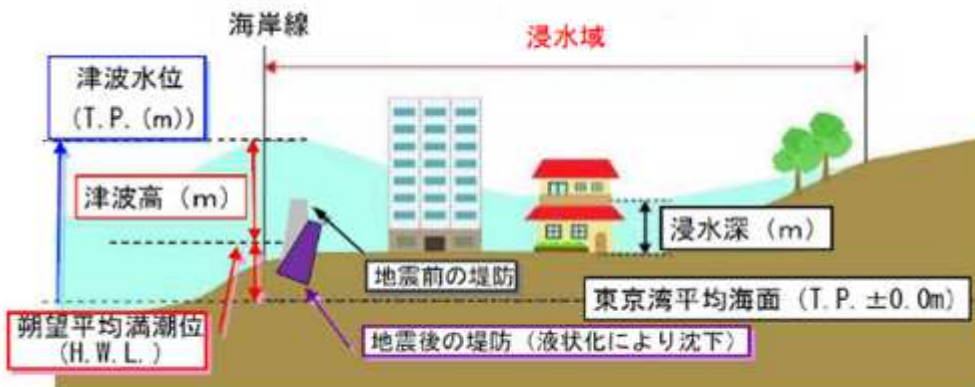 海岸線
浸水域
津波水位
(T.P.(m))
津波高(m)
浸水深(m)
地震前の堤防
東京湾平均海面(T.P.±0.0m)
朔望平均満潮位
(H.W.L.)
地震後の堤防(液状化により沈下)